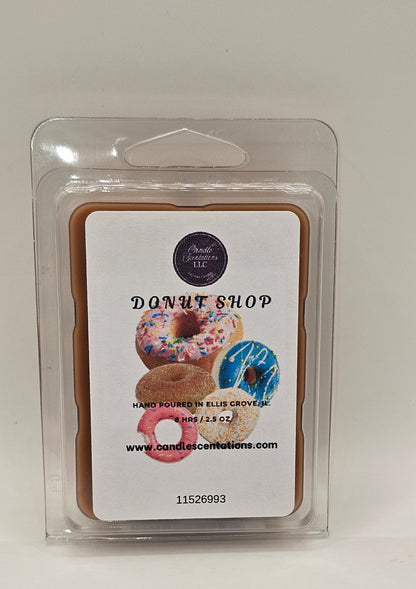 Candle
Scentations
LLC
DONUT SHOP
HAND POURED IN ELLIS GROVE, IL.
8 HRS / 2.5 OZ
www.candlescentations.com
11526993